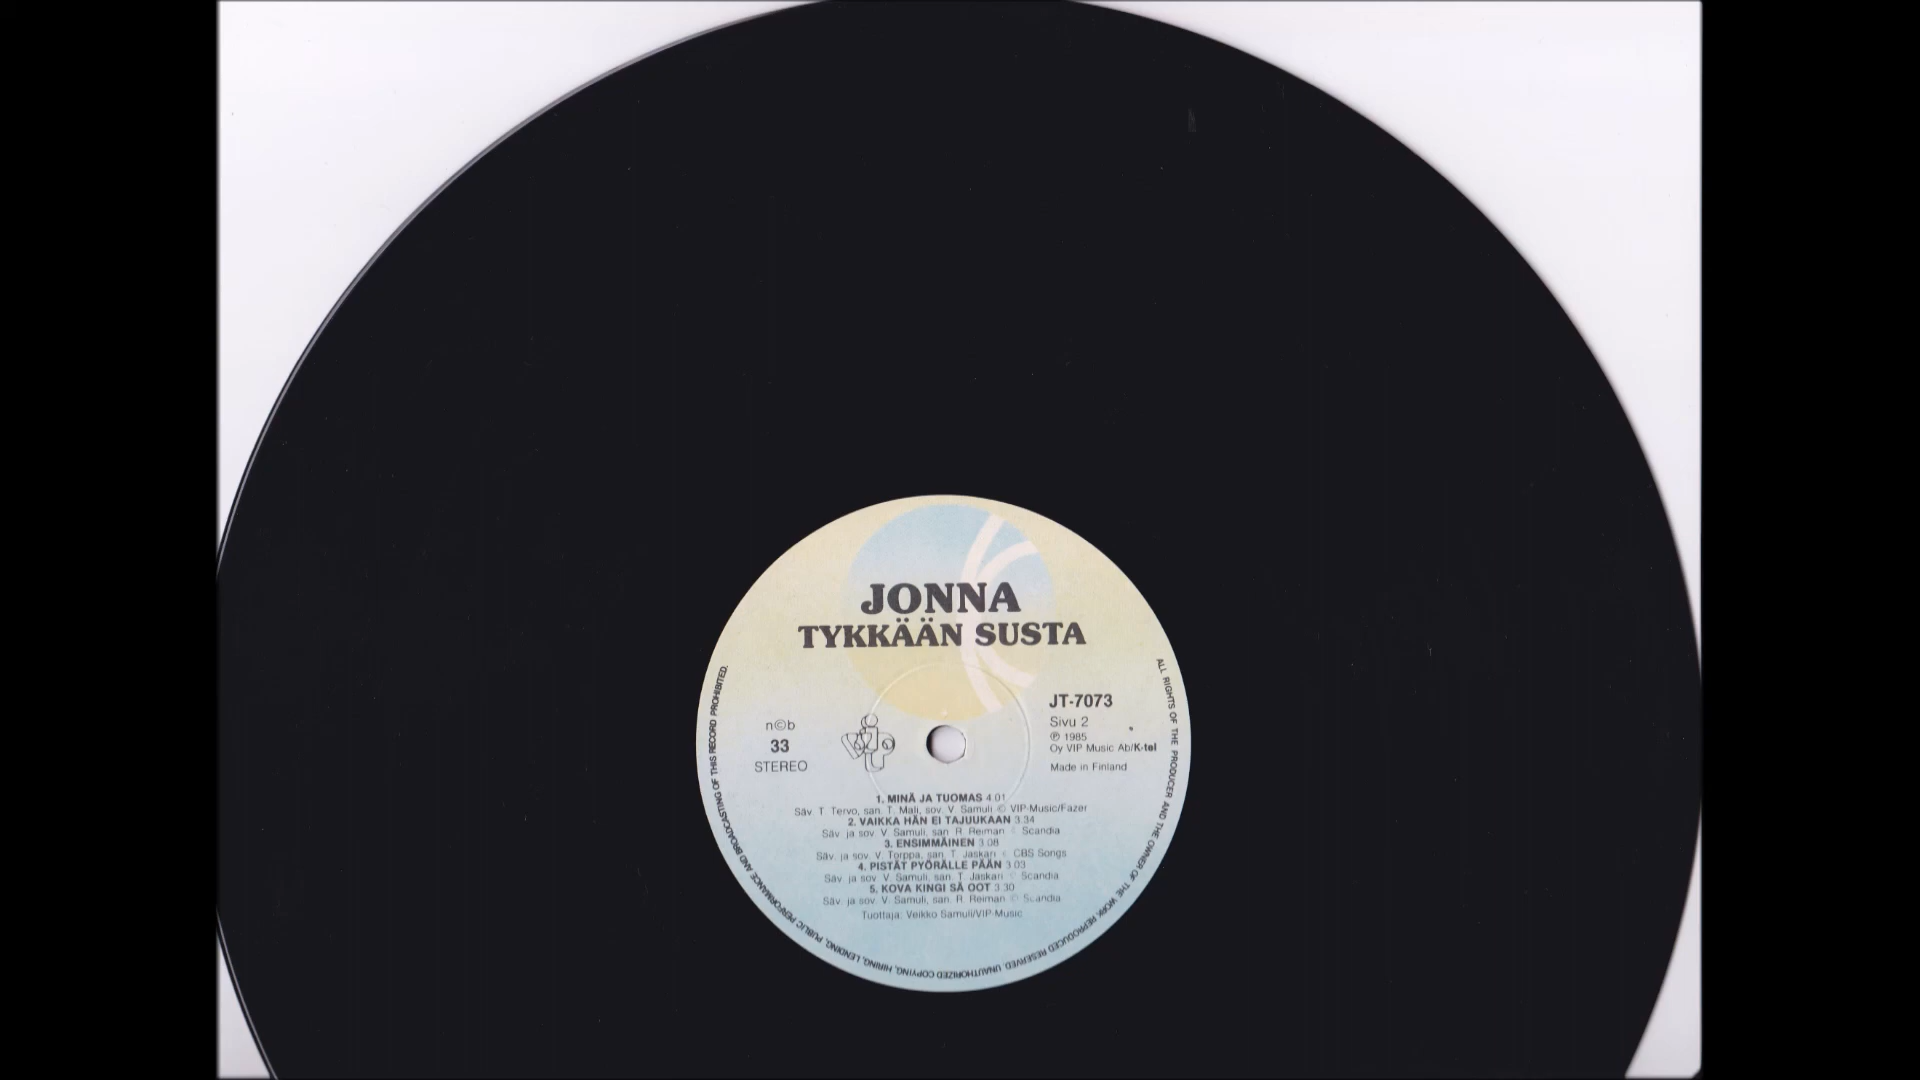 JONNA
TYKKÄÄN SUSTA
JT-7073
n©b
Sivu 2
33
℗ 1985
STEREO
Oy VIP Music Ab/K-tel
Made in Finland
1. MINÄ JA TUOMAS 4.01
Säv. T. Tervo, san. T. Mali, sov. V. Samuli © VIP-Music/Fazer
2. VAIKKA HÄN EI TAJUUKAAN 3.34
Säv. ja sov. V. Samuli, san. R. Reiman © Scandia
3. ENSIMMÄINEN 3.08
Säv. ja sov. V. Torppa, san. T. Jaskari © CBS Songs
4. PISTÄT PYÖRÄLLE PÄÄN 3.03
Säv. ja sov. V. Samuli, san. T. Jaskari © Scandia
5. KOVA KINGI SÄ OOT 3.30
Säv. ja sov. V. Samuli, san. R. Reiman © Scandia
Tuottaja: Veikko Samuli/VIP-Music
ALL RIGHTS OF THE PRODUCER AND THE OWNER OF THE WORK REPRODUCED RESERVED. UNAUTHORIZED COPYING, HIRING, LENDING, PUBLIC PERFORMANCE AND BROADCASTING OF THIS RECORD PROHIBITED.